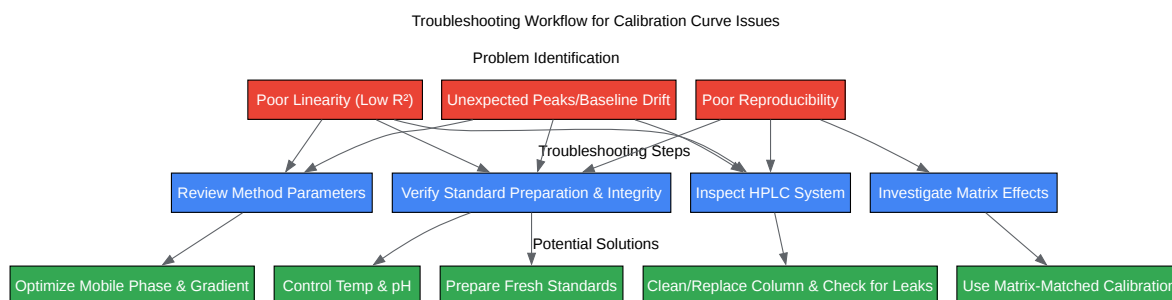 Troubleshooting Workflow for Calibration Curve Issues
Problem Identification
Poor Linearity (Low R²)
Unexpected Peaks/Baseline Drift
Poor Reproducibility
Troubleshooting Steps
Review Method Parameters
Verify Standard Preparation & Integrity
Inspect HPLC System
Investigate Matrix Effects
Potential Solutions
Optimize Mobile Phase & Gradient
Control Temp & pH
Prepare Fresh Standards
Clean/Replace Column & Check for Leaks
Use Matrix-Matched Calibration